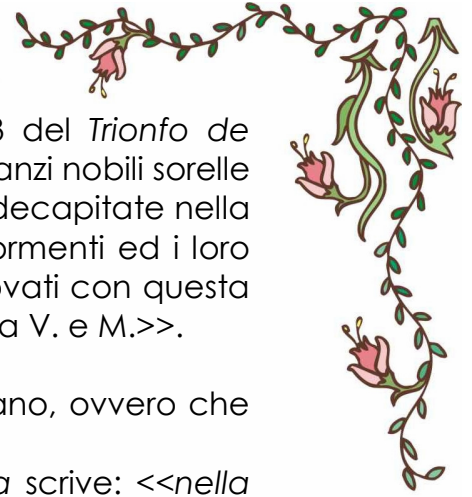 3 del Trionfo de
anzi nobili sorelle
decapitate nella
ormenti ed i loro
ovati con questa
a V. e M.>>.
ano, ovvero che
a scrive: <<nella